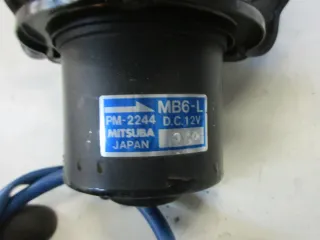 MB6-L
PM-2244 D.C.12V
MITSUBA
JAPAN